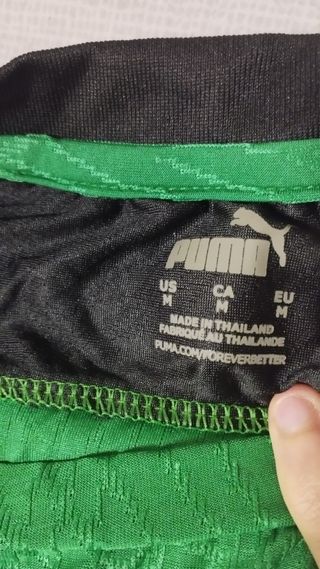 PUMA
US CA EU
M M M
MADE IN THAILAND
FABRIQUÉ AU THAILANDE
PUMA.COM/FOREVERBETTER